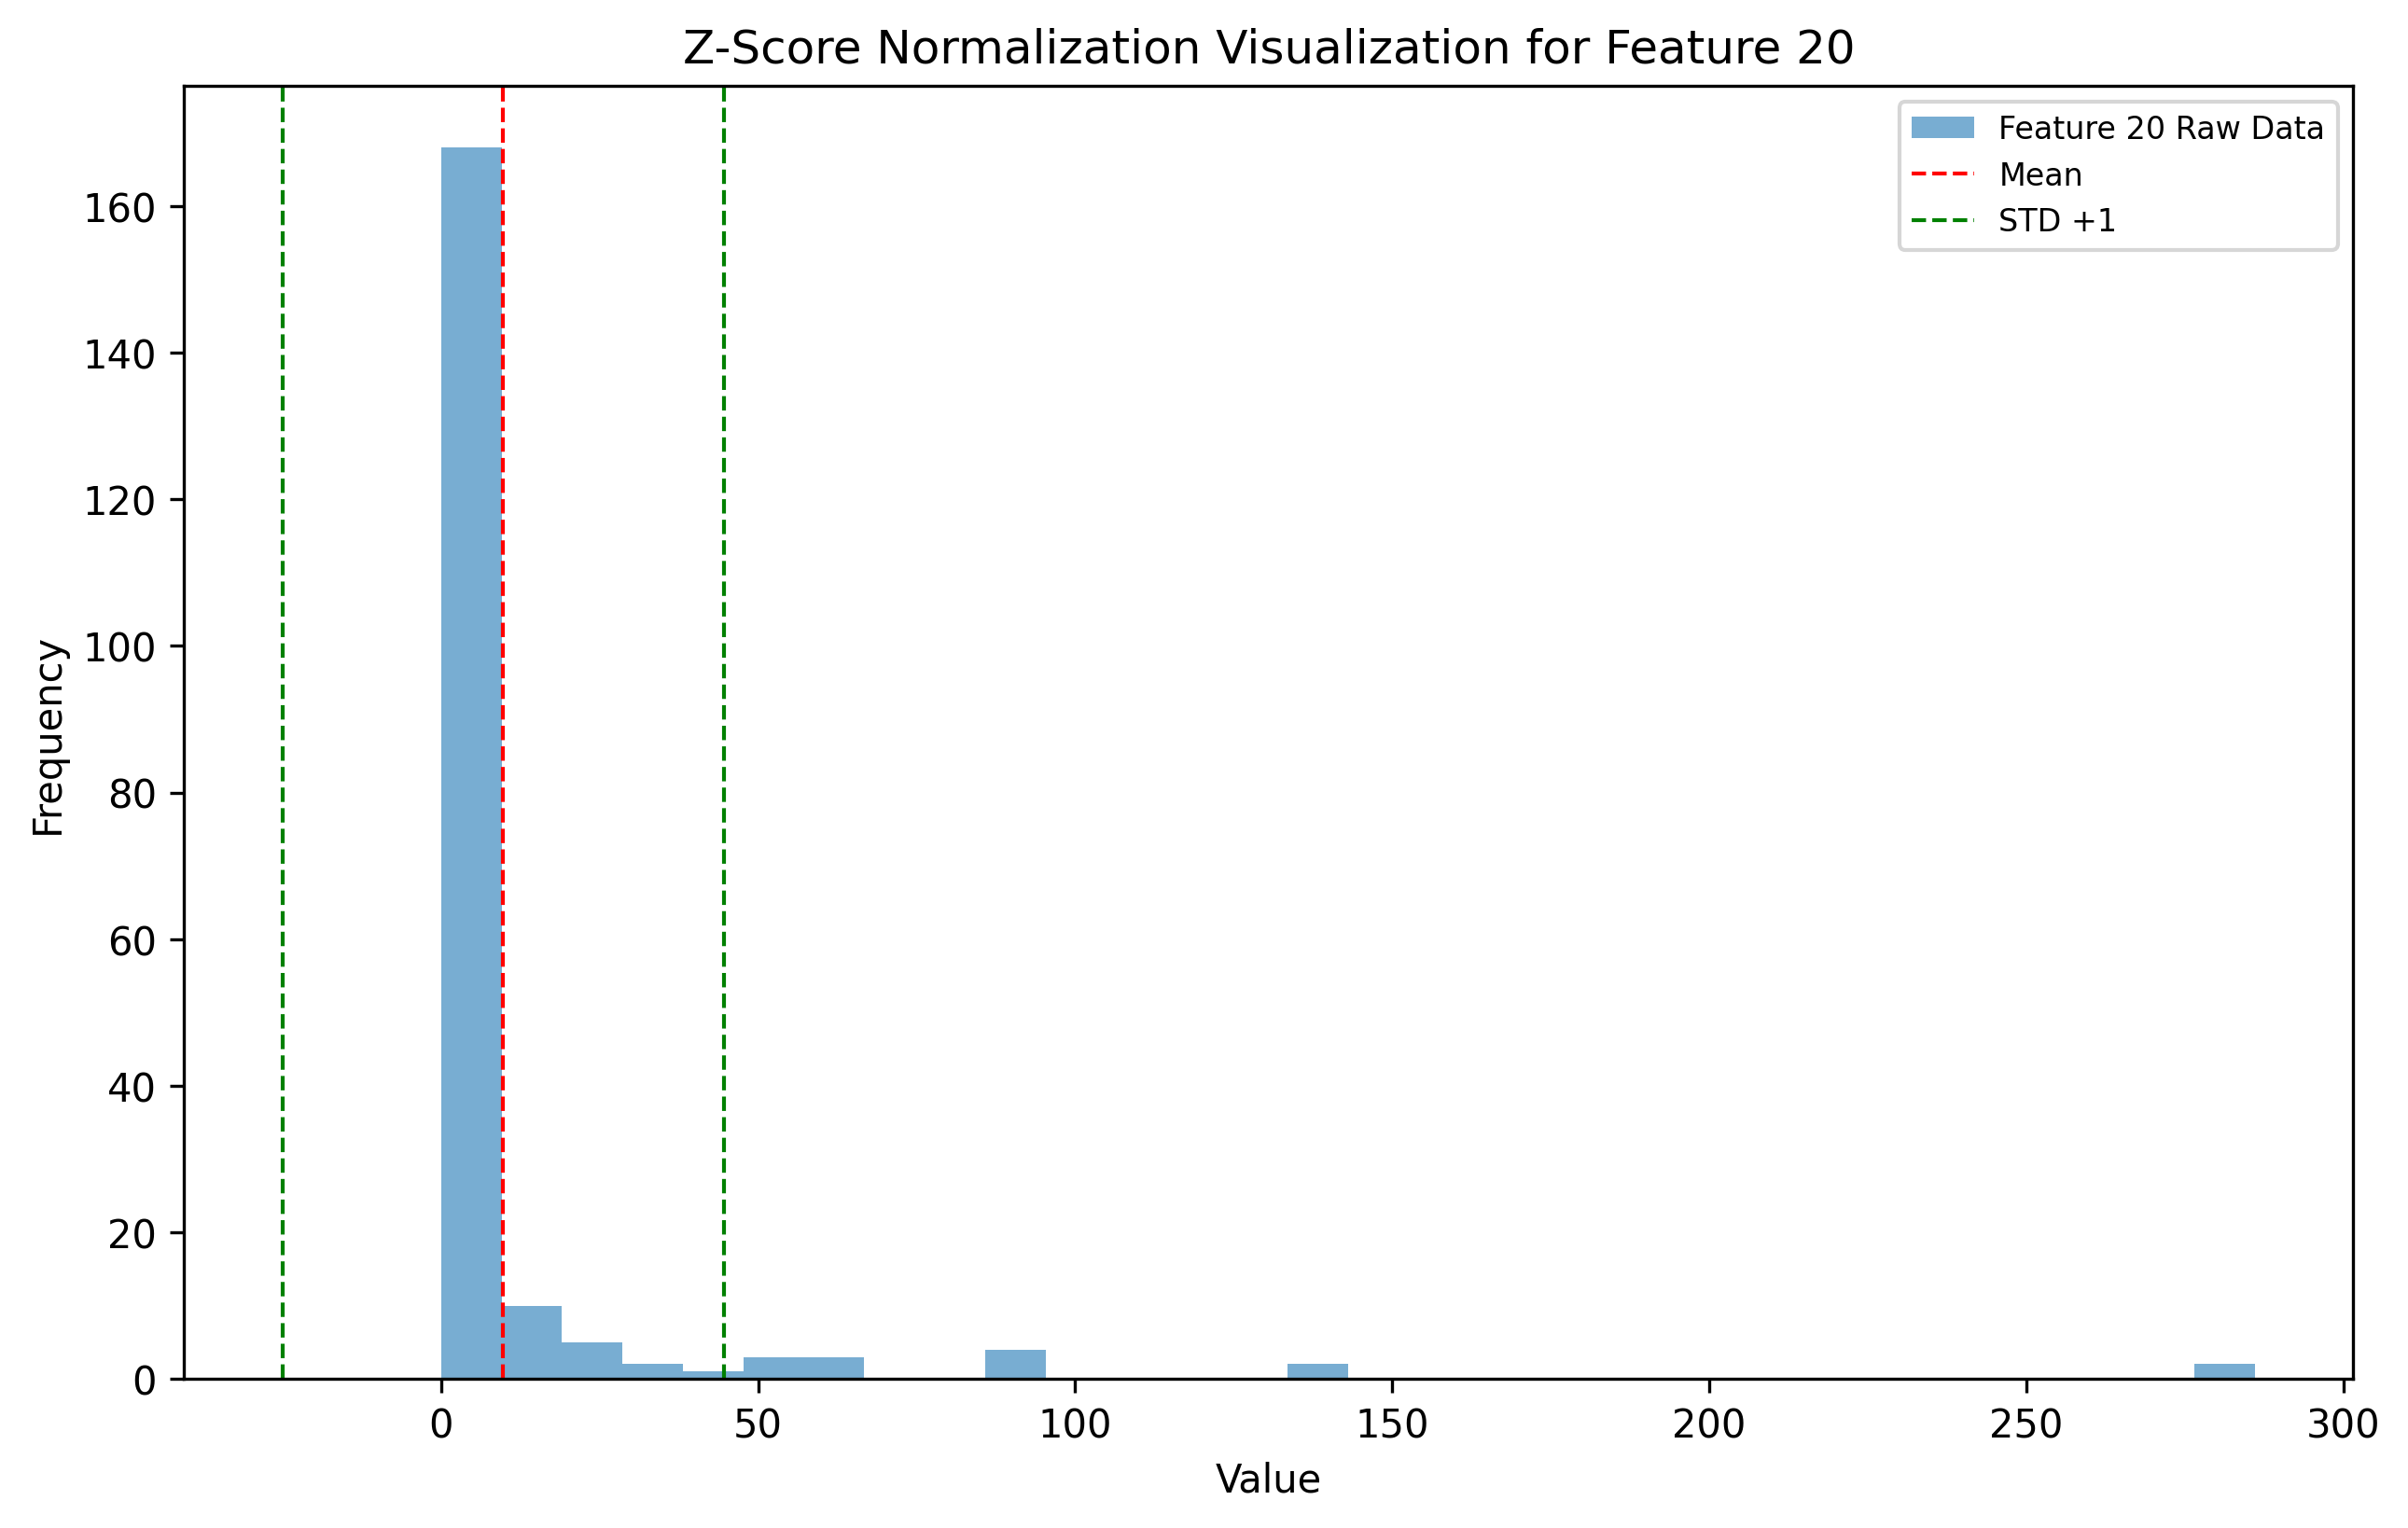 Z-Score Normalization Visualization for Feature 20
Feature 20 Raw Data
Mean
STD +1
160
140
120
100
80
60
40
20
0
Frequency
0 50 100 150 200 250 300
Value